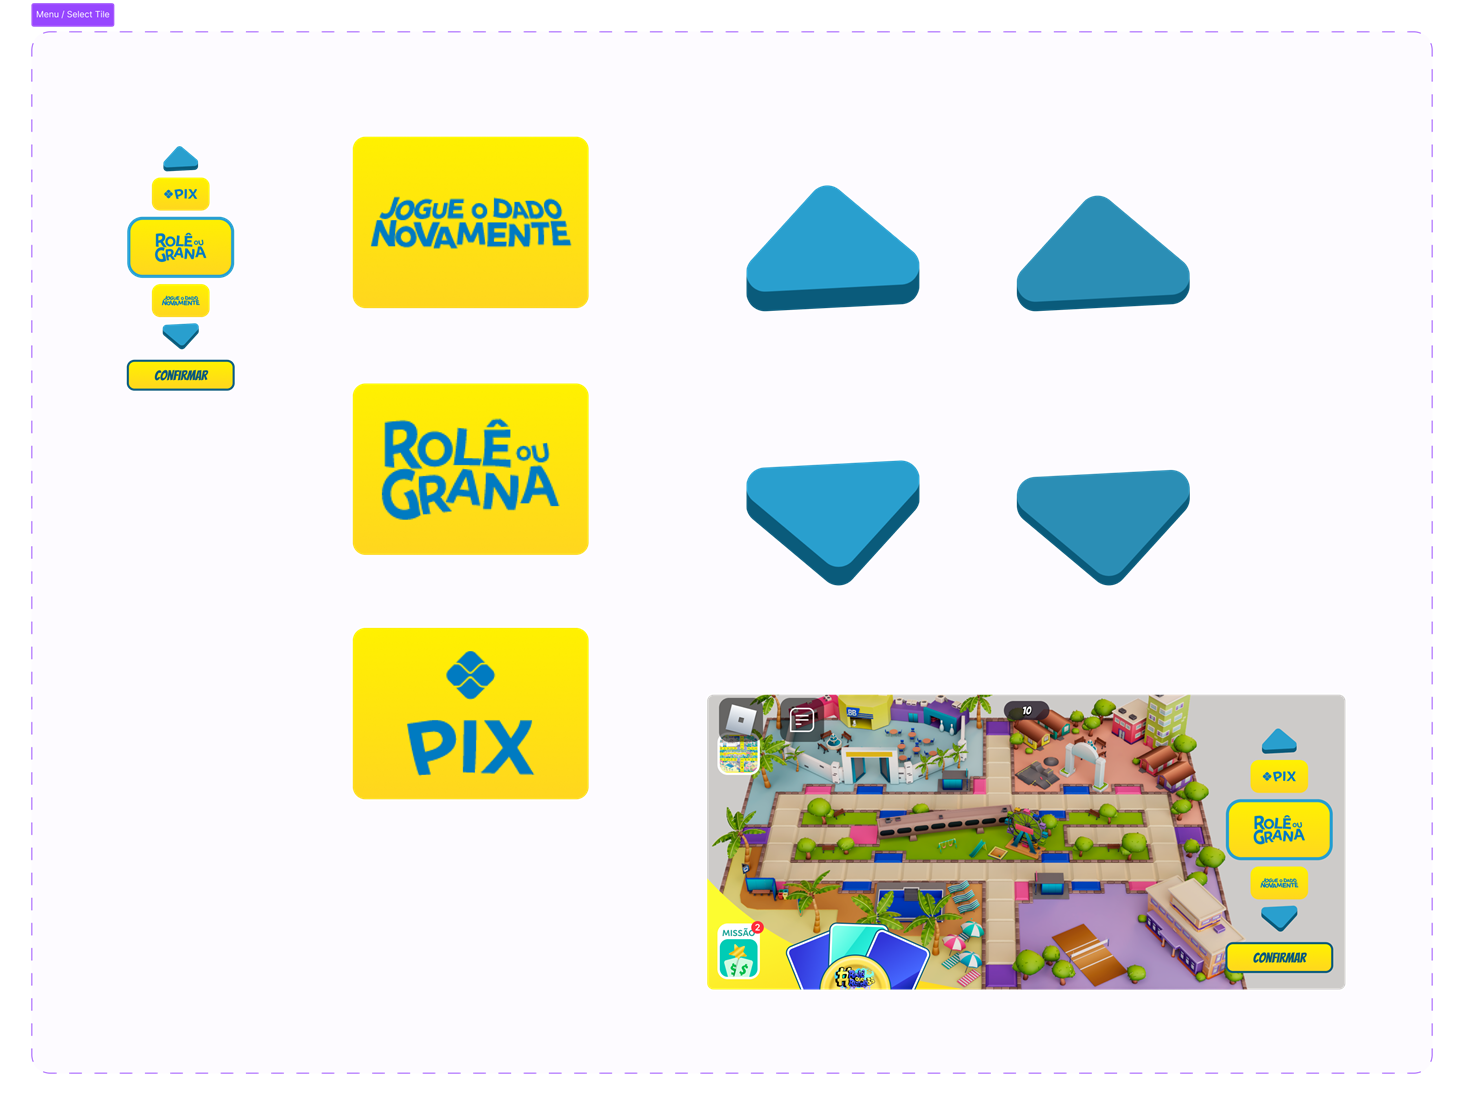 Menu / Select Tile
PIX
ROLÊ OU
GRANA
JOGUE O DADO
NOVAMENTE
CONFIRMAR
JOGUE O DADO
NOVAMENTE
ROLÊ OU
GRANA
PIX
BB
10
PIX
ROLÊ OU
GRANA
JOGUE O DADO
NOVAMENTE
CONFIRMAR
MISSÃO
2
$ $
#